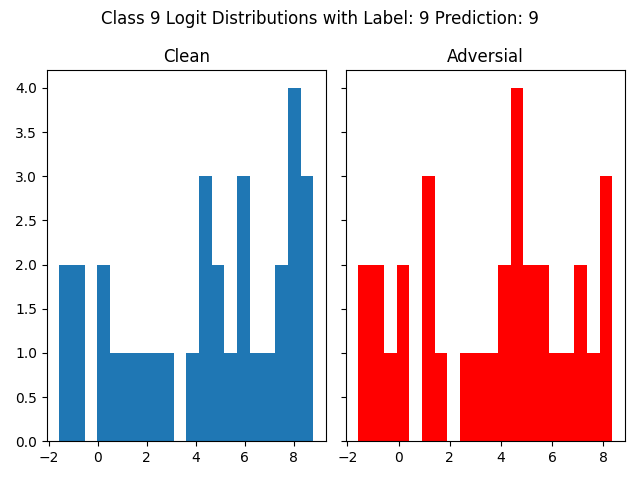 Class 9 Logit Distributions with Label: 9 Prediction: 9
Clean
Adversial
4.0
3.5
3.0
2.5
2.0
1.5
1.0
0.5
0.0
−2 0 2 4 6 8
−2 0 2 4 6 8